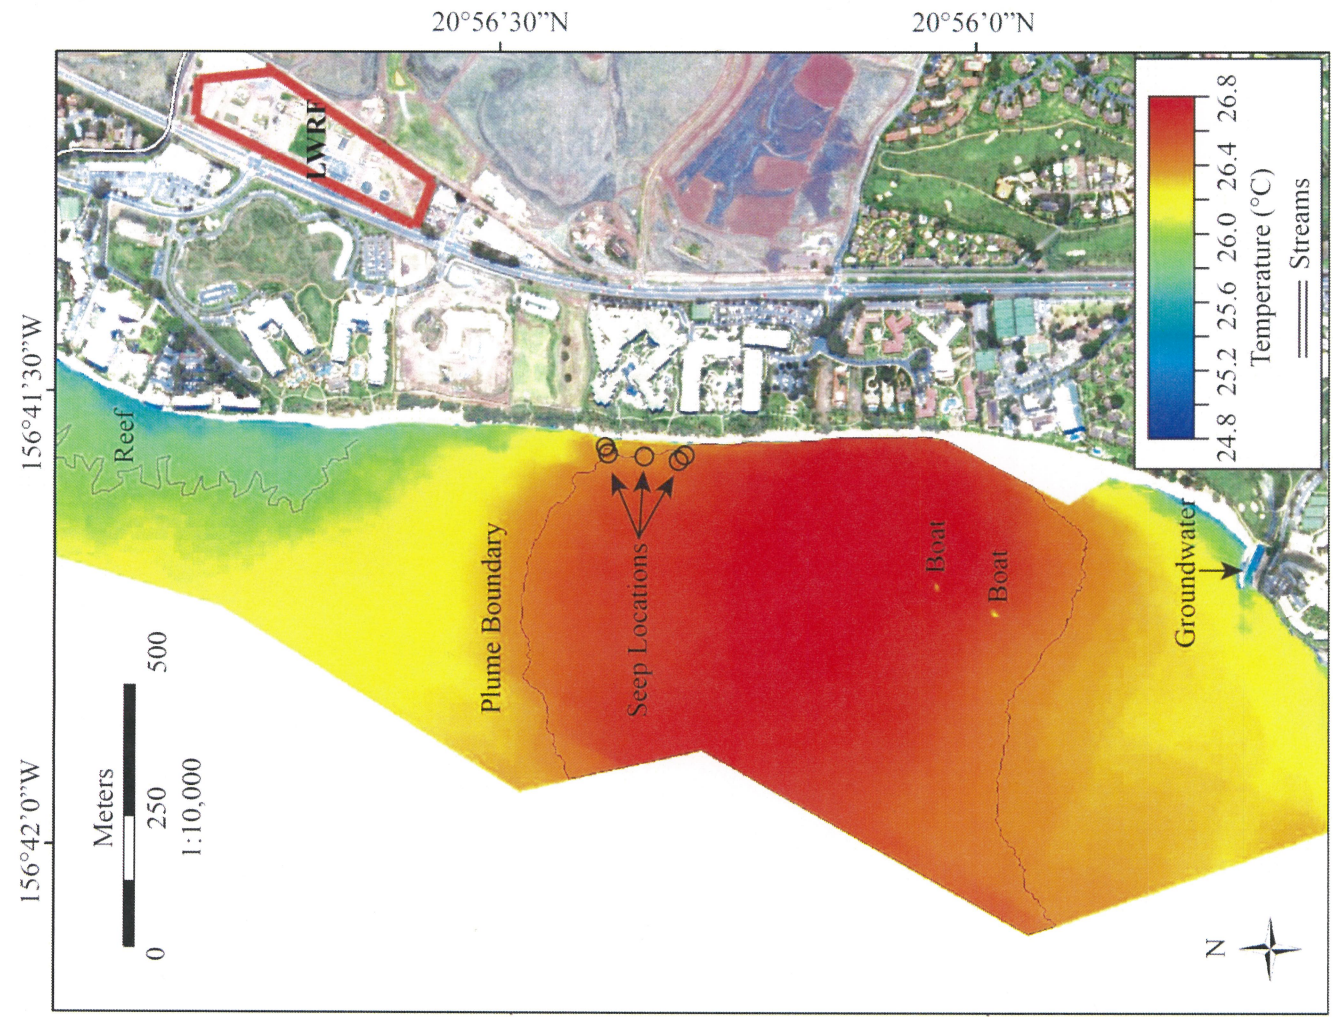 20°56’30”N
20°56’0”N
156°41’30”W
156°42’0”W
LWRF
Reef
Plume Boundary
Seep Locations
Boat
Boat
Groundwater
Meters
0
250
500
1:10,000
N
24.8
25.2
25.6
26.0
26.4
26.8
Temperature (°C)
Streams